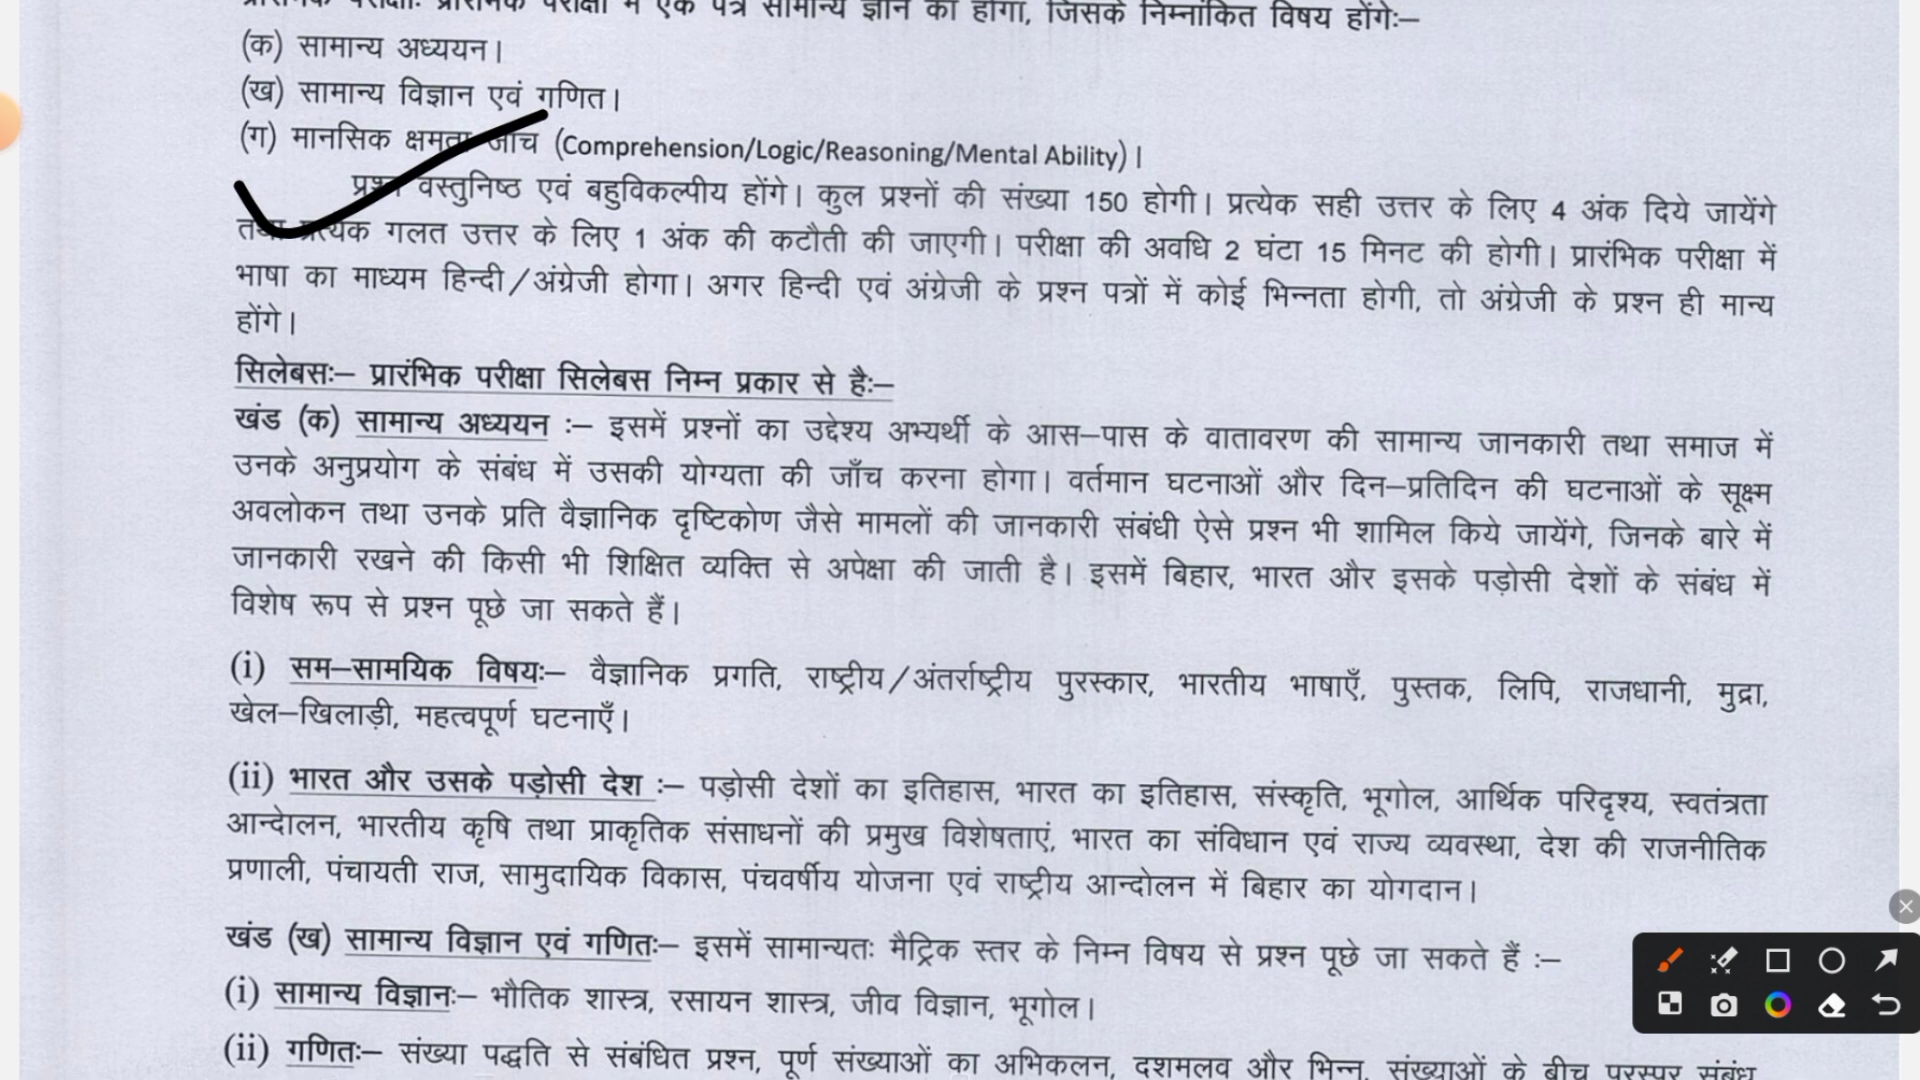 प्रारंभिक परीक्षाः प्रारंभिक परीक्षा में एक पत्र सामान्य ज्ञान का होगा, जिसके निम्नांकित विषय होंगेः–
(क) सामान्य अध्ययन।
(ख) सामान्य विज्ञान एवं गणित।
(ग) मानसिक क्षमता जाँच (Comprehension/Logic/Reasoning/Mental Ability)।
प्रश्न वस्तुनिष्ठ एवं बहुविकल्पीय होंगे। कुल प्रश्नों की संख्या 150 होगी। प्रत्येक सही उत्तर के लिए 4 अंक दिये जायेंगे
तथा प्रत्येक गलत उत्तर के लिए 1 अंक की कटौती की जाएगी। परीक्षा की अवधि 2 घंटा 15 मिनट की होगी। प्रारंभिक परीक्षा में
भाषा का माध्यम हिन्दी/अंग्रेजी होगा। अगर हिन्दी एवं अंग्रेजी के प्रश्न पत्रों में कोई भिन्नता होगी, तो अंग्रेजी के प्रश्न ही मान्य
होंगे।
सिलेबसः– प्रारंभिक परीक्षा सिलेबस निम्न प्रकार से हैः–
खंड (क) सामान्य अध्ययन :– इसमें प्रश्नों का उद्देश्य अभ्यर्थी के आस–पास के वातावरण की सामान्य जानकारी तथा समाज में
उनके अनुप्रयोग के संबंध में उसकी योग्यता की जाँच करना होगा। वर्तमान घटनाओं और दिन–प्रतिदिन की घटनाओं के सूक्ष्म
अवलोकन तथा उनके प्रति वैज्ञानिक दृष्टिकोण जैसे मामलों की जानकारी संबंधी ऐसे प्रश्न भी शामिल किये जायेंगे, जिनके बारे में
जानकारी रखने की किसी भी शिक्षित व्यक्ति से अपेक्षा की जाती है। इसमें बिहार, भारत और इसके पड़ोसी देशों के संबंध में
विशेष रूप से प्रश्न पूछे जा सकते हैं।
(i) सम–सामयिक विषयः– वैज्ञानिक प्रगति, राष्ट्रीय/अंतर्राष्ट्रीय पुरस्कार, भारतीय भाषाएँ, पुस्तक, लिपि, राजधानी, मुद्रा,
खेल–खिलाड़ी, महत्वपूर्ण घटनाएँ।
(ii) भारत और उसके पड़ोसी देश :– पड़ोसी देशों का इतिहास, भारत का इतिहास, संस्कृति, भूगोल, आर्थिक परिदृश्य, स्वतंत्रता
आन्देालन, भारतीय कृषि तथा प्राकृतिक संसाधनों की प्रमुख विशेषताएं, भारत का संविधान एवं राज्य व्यवस्था, देश की राजनीतिक
प्रणाली, पंचायती राज, सामुदायिक विकास, पंचवर्षीय योजना एवं राष्ट्रीय आन्दोलन में बिहार का योगदान।
खंड (ख) सामान्य विज्ञान एवं गणितः– इसमें सामान्यतः मैट्रिक स्तर के निम्न विषय से प्रश्न पूछे जा सकते हैं :–
(i) सामान्य विज्ञानः– भौतिक शास्त्र, रसायन शास्त्र, जीव विज्ञान, भूगोल।
(ii) गणितः– संख्या पद्धति से संबंधित प्रश्न, पूर्ण संख्याओं का अभिकलन, दशमलव और भिन्न, संख्याओं के बीच परस्पर संबंध